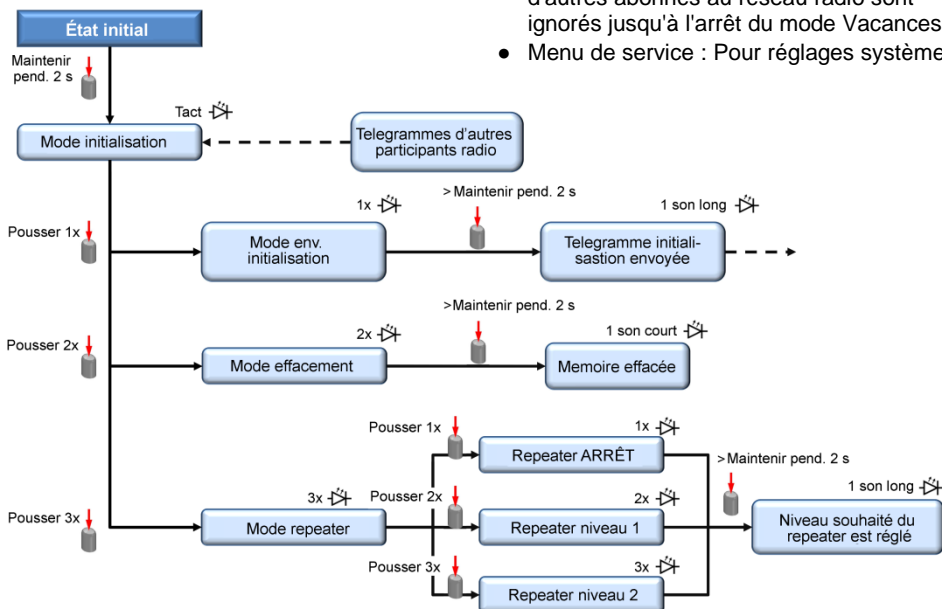 d'autres abonnés au réseau radio sont
ignorés jusqu'à l'arrêt du mode Vacances
● Menu de service : Pour réglages système
État initial
Maintenir
pend. 2 s
Tact
Mode initialisation
Telegrammes d'autres
participants radio
Pousser 1x
1x
Mode env.
initialisation
> Maintenir pend. 2 s
1 son long
Telegramme initiali-
sastion envoyée
Pousser 2x
2x
Mode effacement
>Maintenir pend. 2 s
1 son court
Memoire effacée
Pousser 3x
3x
Mode repeater
Pousser 1x
1x
Repeater ARRÊT
Pousser 2x
2x
Repeater niveau 1
Pousser 3x
3x
Repeater niveau 2
>Maintenir pend. 2 s
1 son long
Niveau souhaité du
repeater est réglé